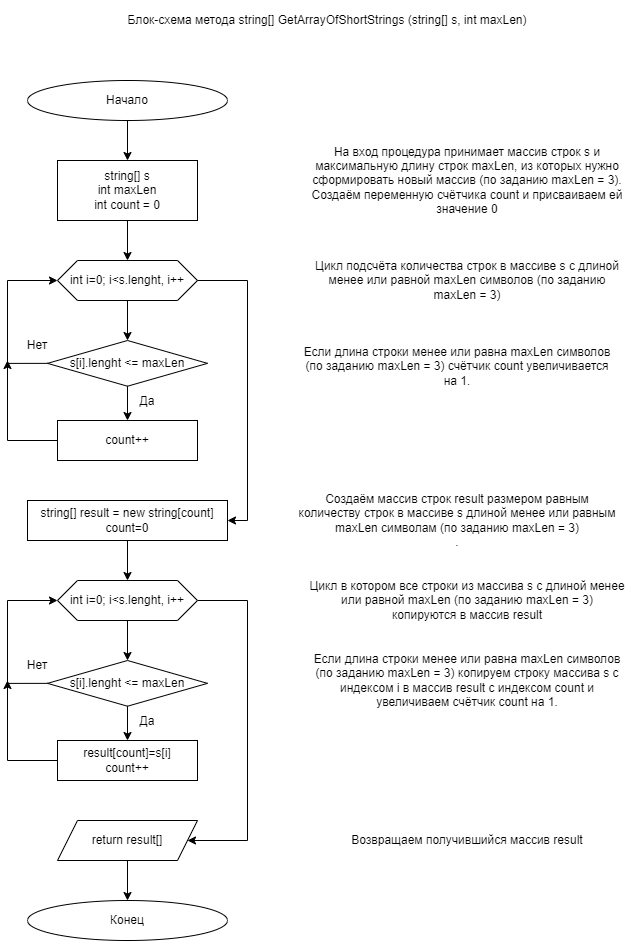 Блок-схема метода string[] GetArrayOfShortStrings (string[] s, int maxLen)
Начало
string[] s
int maxLen
int count = 0
На вход процедура принимает массив строк s и
максимальную длину строк maxLen, из которых нужно
сформировать новый массив (по заданию maxLen = 3).
Создаём переменную счётчика count и присваиваем ей
значение 0
int i=0; i<s.lenght, i++
Цикл подсчёта количества строк в массиве s с длиной
менее или равной maxLen символов (по заданию
maxLen = 3)
Нет
s[i].lenght <= maxLen
Да
Если длина строки менее или равна maxLen символов
(по заданию maxLen = 3) счётчик count увеличивается
на 1.
count++
string[] result = new string[count]
count=0
Создаём массив строк result размером равным
количеству строк в массиве s длиной менее или равным
maxLen символам (по заданию maxLen = 3)
.
int i=0; i<s.lenght, i++
Цикл в котором все строки из массива s с длиной менее
или равной maxLen (по заданию maxLen = 3)
копируются в массив result
Нет
s[i].lenght <= maxLen
Да
Если длина строки менее или равна maxLen символов
(по заданию maxLen = 3) копируем строку массива s с
индексом i в массив result с индексом count и
увеличиваем счётчик count на 1.
result[count]=s[i]
count++
return result[]
Возвращаем получившийся массив result
Конец